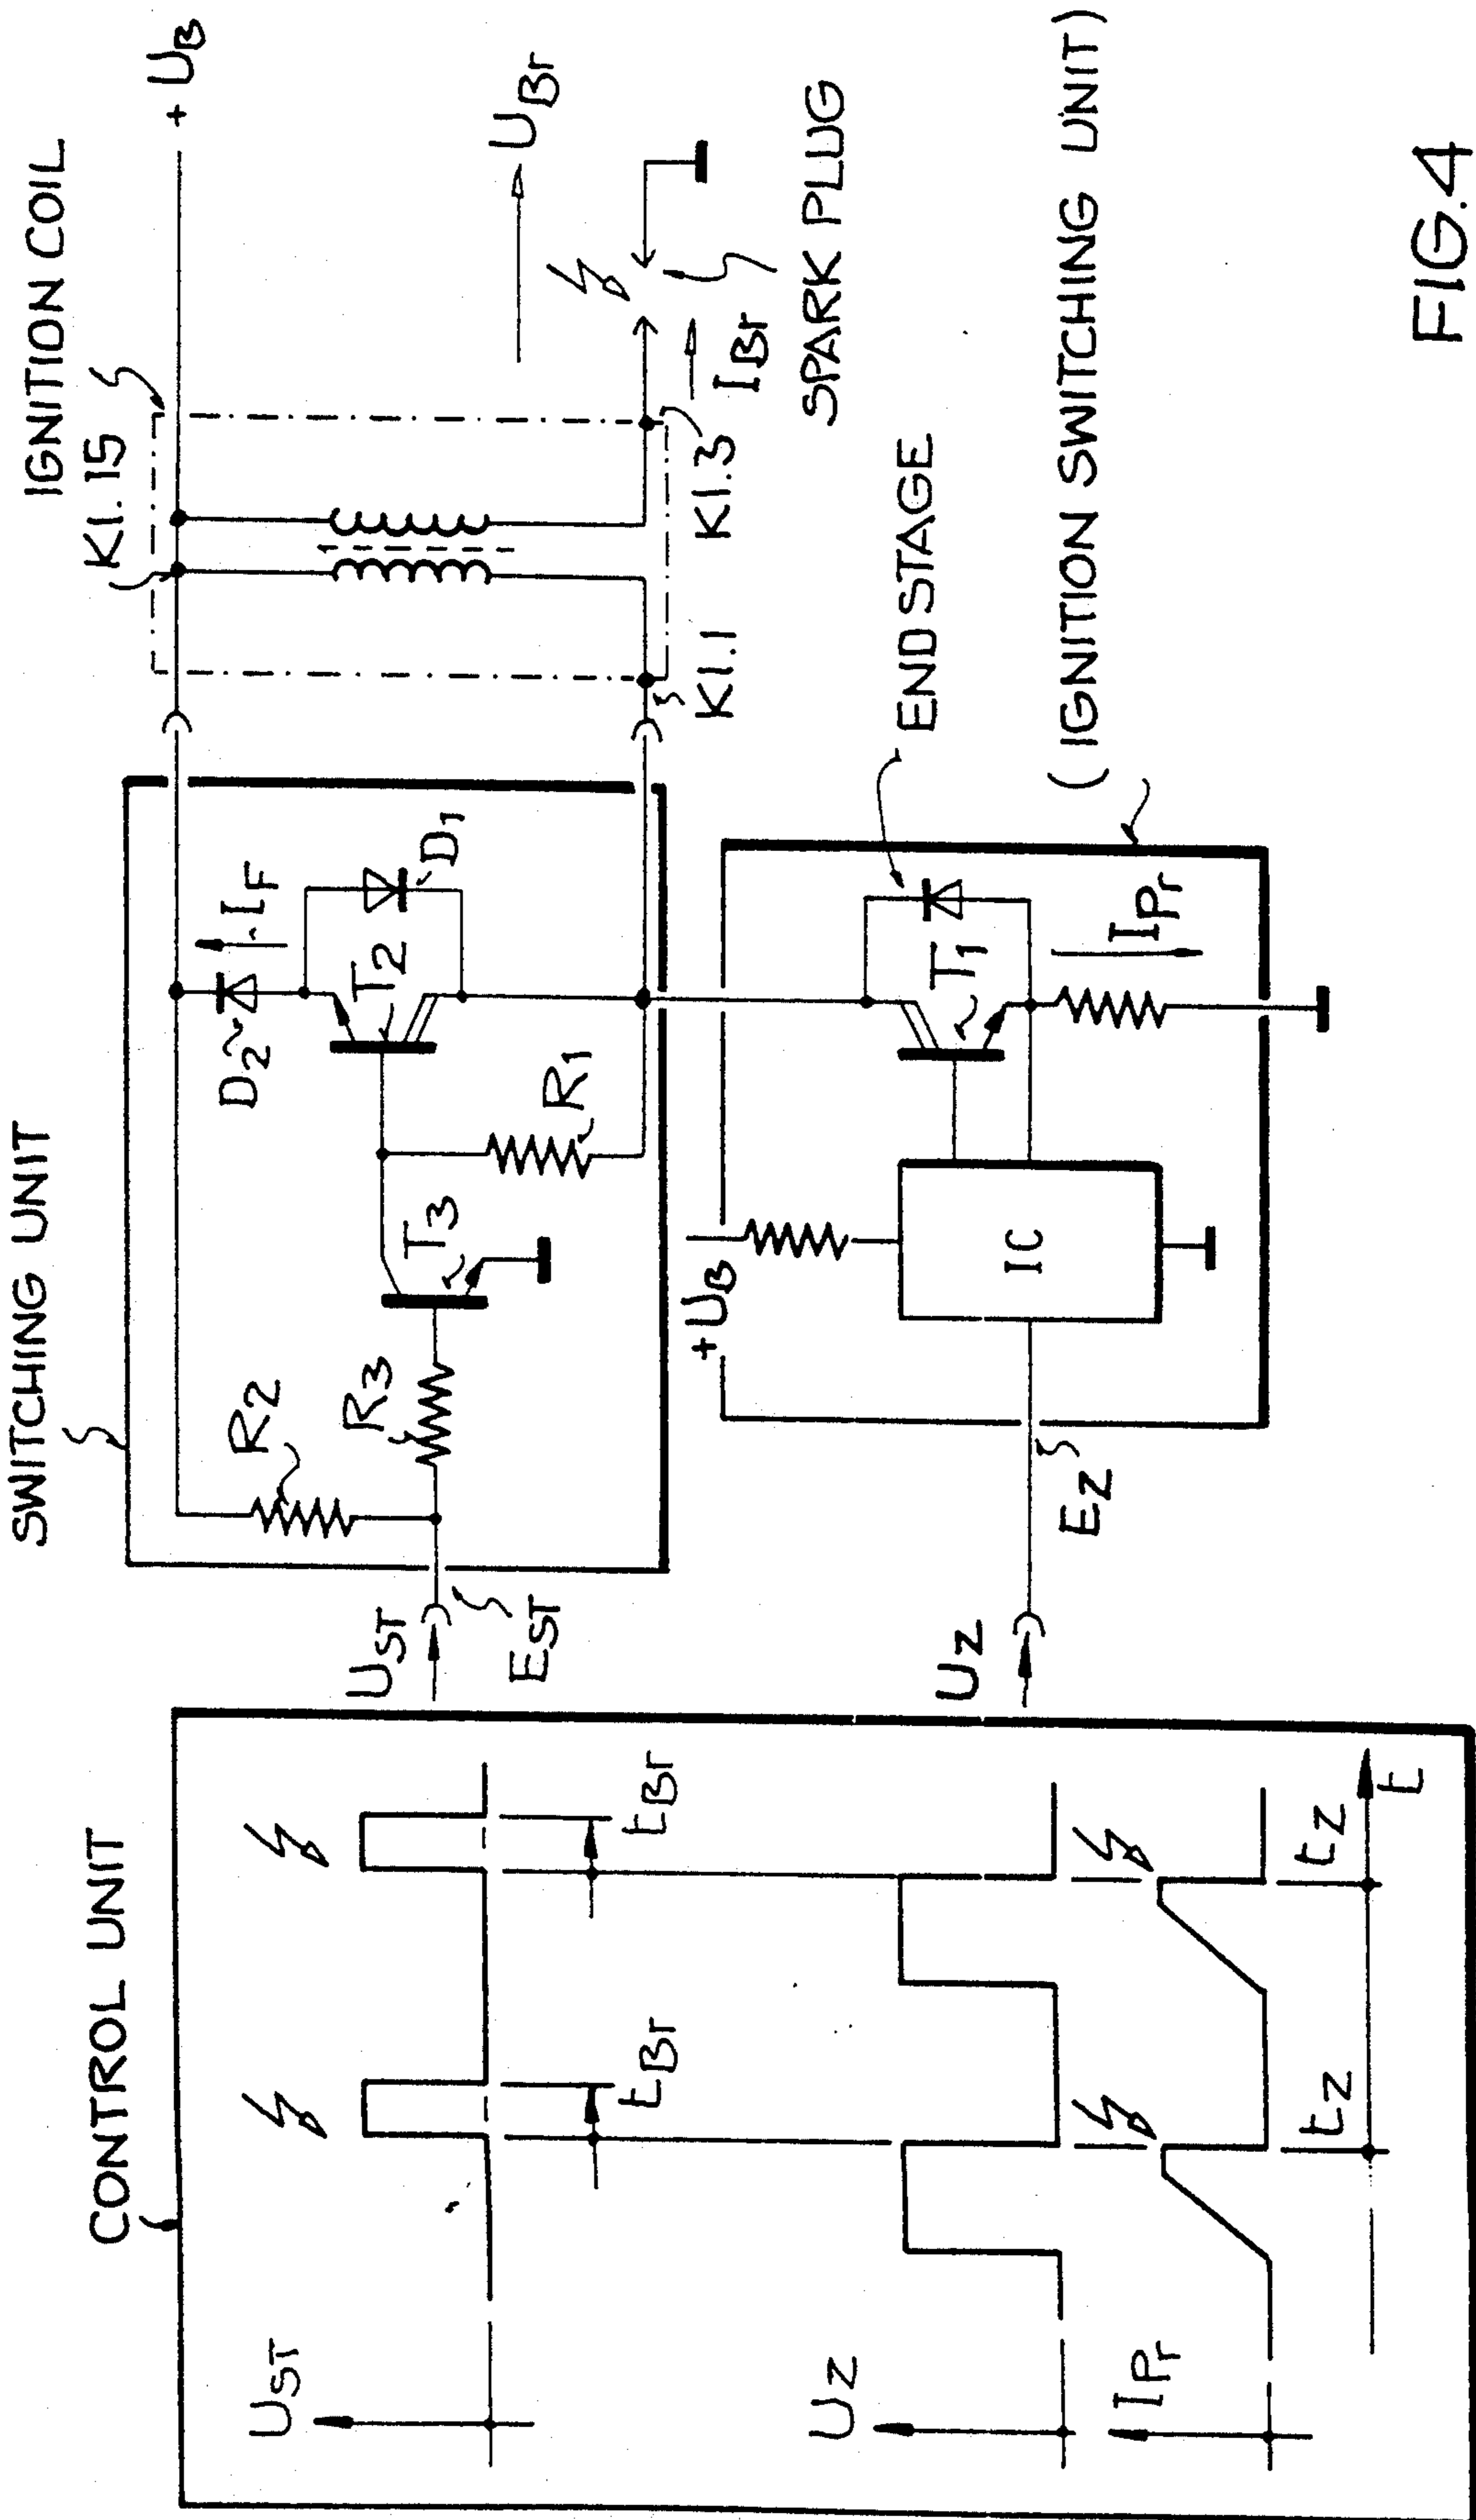 CONTROL UNIT
UST
tBr
tBr
UZ
IPr
tZ
tZ
t
SWITCHING UNIT
UST
EST
R2
R3
T3
R1
D2
T2
IF
D1
IGNITION COIL
Kl.15
+ UB
Kl.1
Kl.3
IBr
UBr
SPARK PLUG
UZ
EZ
+UB
IC
T1
IPr
END STAGE
( IGNITION SWITCHING UNIT)
FIG.4